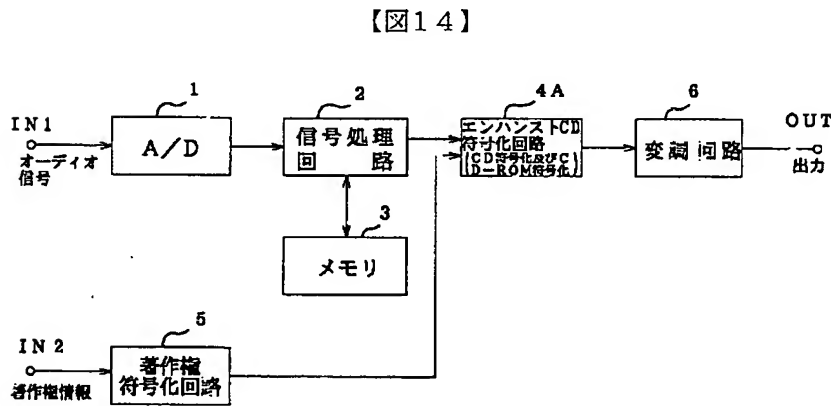 【図14】
1
2
4A
6
IN1
オーディオ
信号
A/D
信号処理
回路
エンハンストCD
符号化回路
(CD符号化及びC
D-ROM符号化)
変調回路
OUT
出力
3
メモリ
IN2
著作権情報
5
著作権
符号化回路